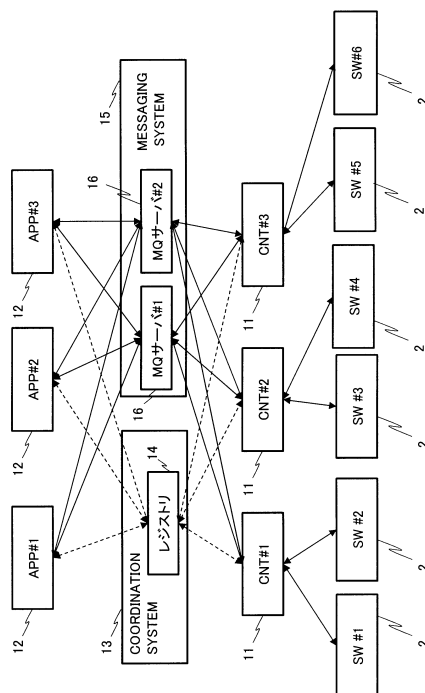 APP#1
APP#2
APP#3
12
12
12
COORDINATION
SYSTEM
13
レジストリ
14
MESSAGING
SYSTEM
15
MQサーバ#1
16
MQサーバ#2
16
CNT#1
CNT#2
CNT#3
11
11
11
SW #1
SW #2
SW #3
SW #4
SW#5
SW#6
2
2
2
2
2
2